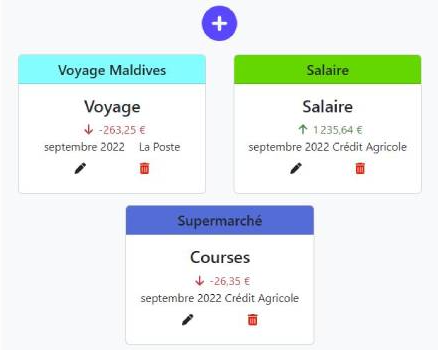 Voyage Maldives
Voyage
-263,25 €
septembre 2022 La Poste
Salaire
Salaire
1 235,64 €
septembre 2022 Crédit Agricole
Supermarché
Courses
-26,35 €
septembre 2022 Crédit Agricole